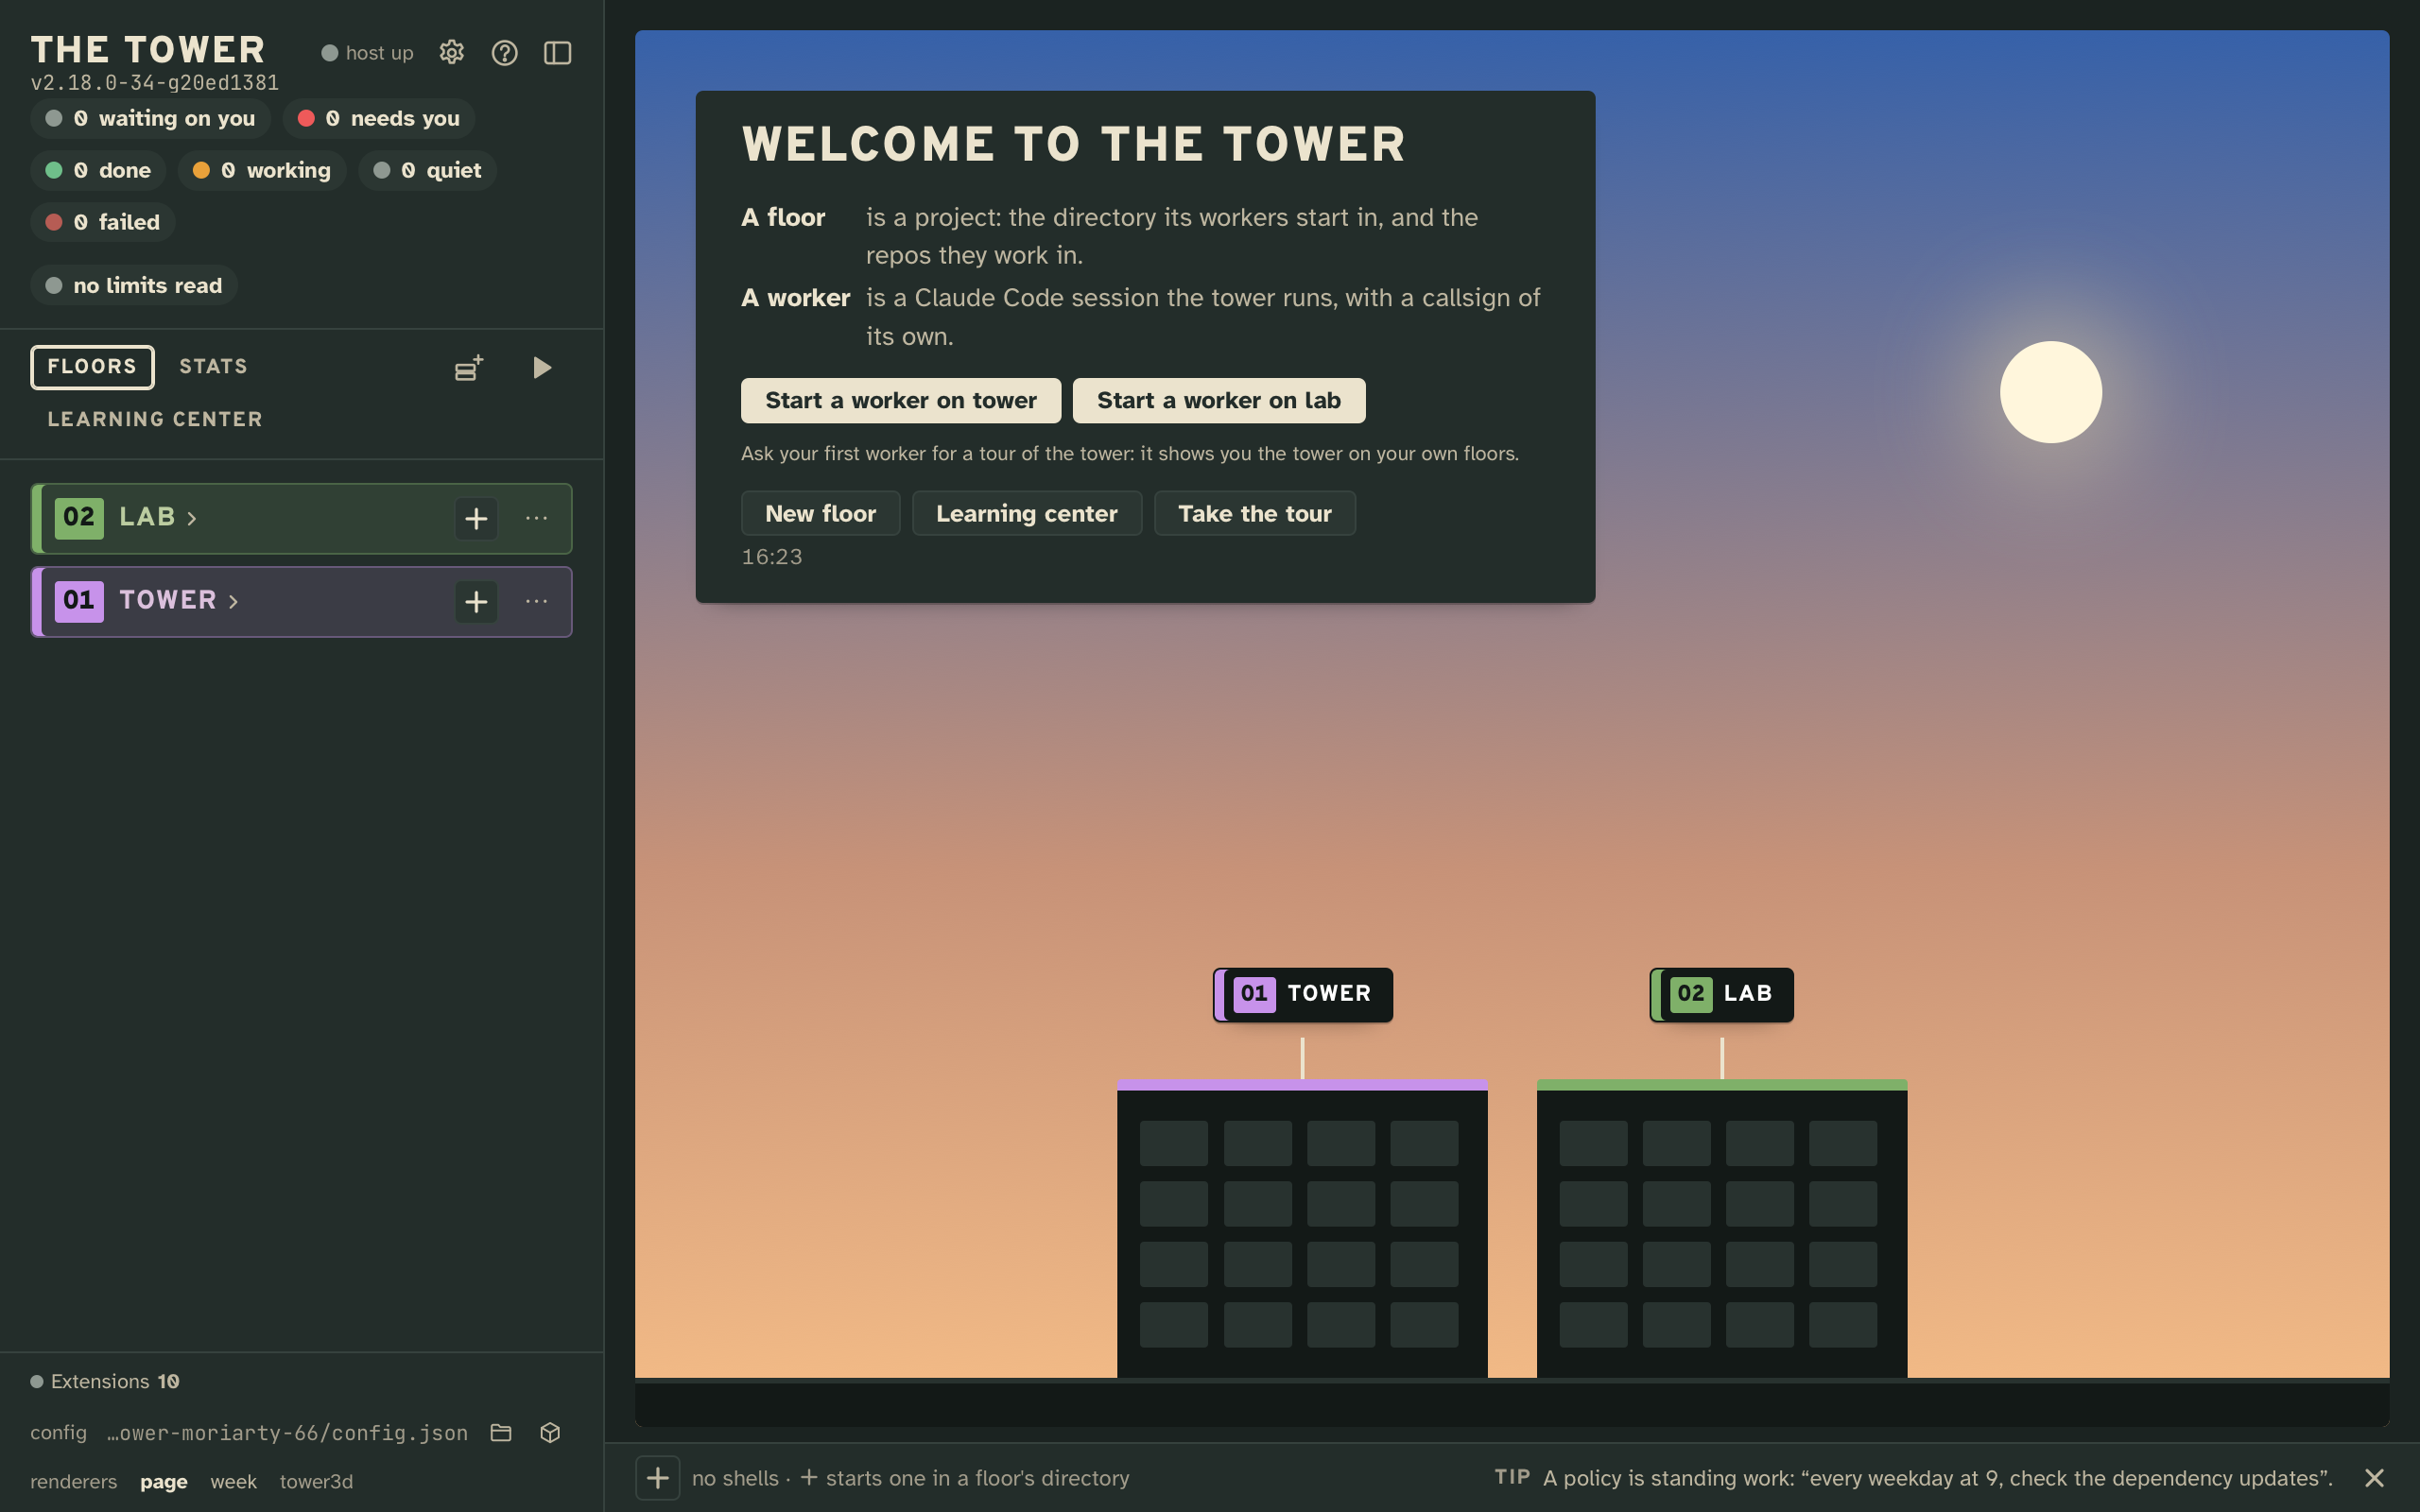 THE TOWER
host up
v2.18.0-34-g20ed1381
0 waiting on you
0 needs you
0 done
0 working
0 quiet
0 failed
no limits read
FLOORS
STATS
LEARNING CENTER
02 LAB
01 TOWER
Extensions 10
config …ower-moriarty-66/config.json
renderers page week tower3d
WELCOME TO THE TOWER
A floor is a project: the directory its workers start in, and the
repos they work in.
A worker is a Claude Code session the tower runs, with a callsign of
its own.
Start a worker on tower
Start a worker on lab
Ask your first worker for a tour of the tower: it shows you the tower on your own floors.
New floor
Learning center
Take the tour
16:23
01 TOWER
02 LAB
no shells · + starts one in a floor's directory
TIP A policy is standing work: “every weekday at 9, check the dependency updates”.